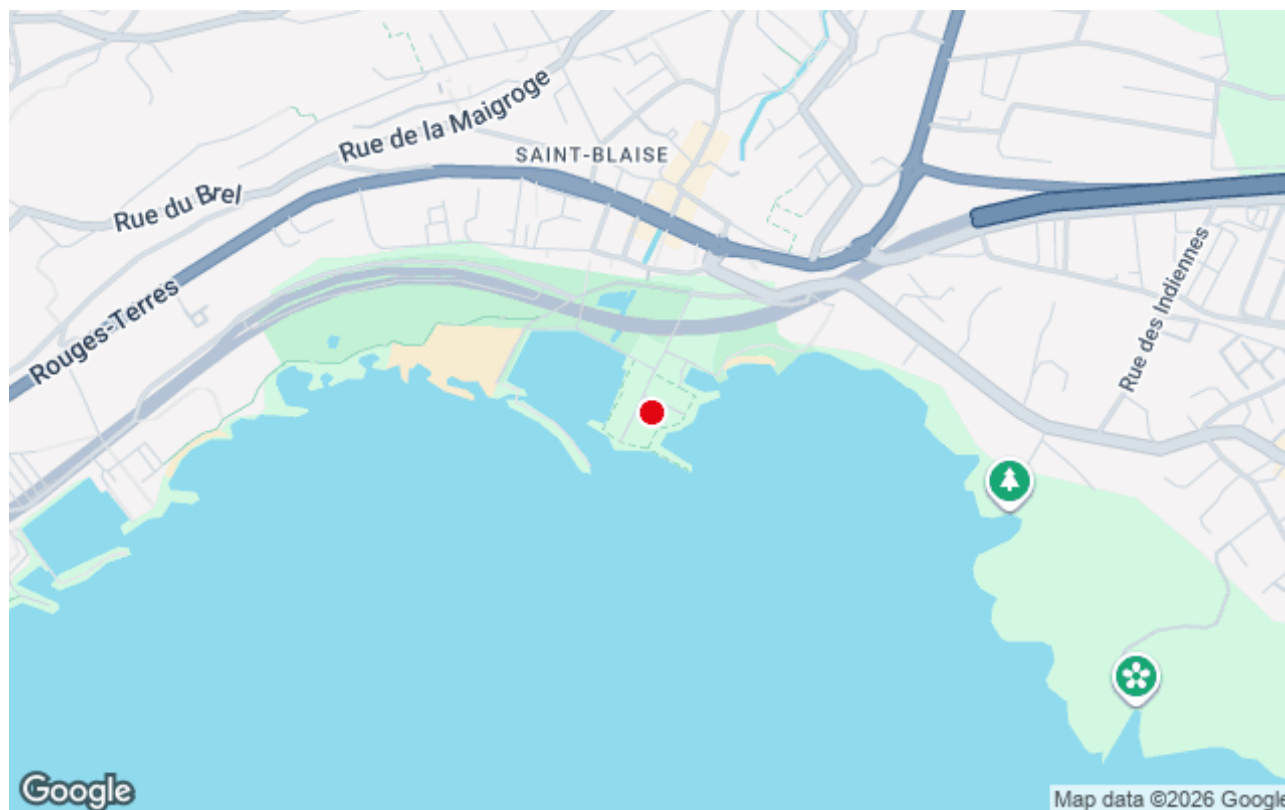 Rue de la Maigroge
SAINT-BLAISE
Rue du Brel
Rue des Indiennes
Rouges-Terres
Google
Map data ©2026 Google